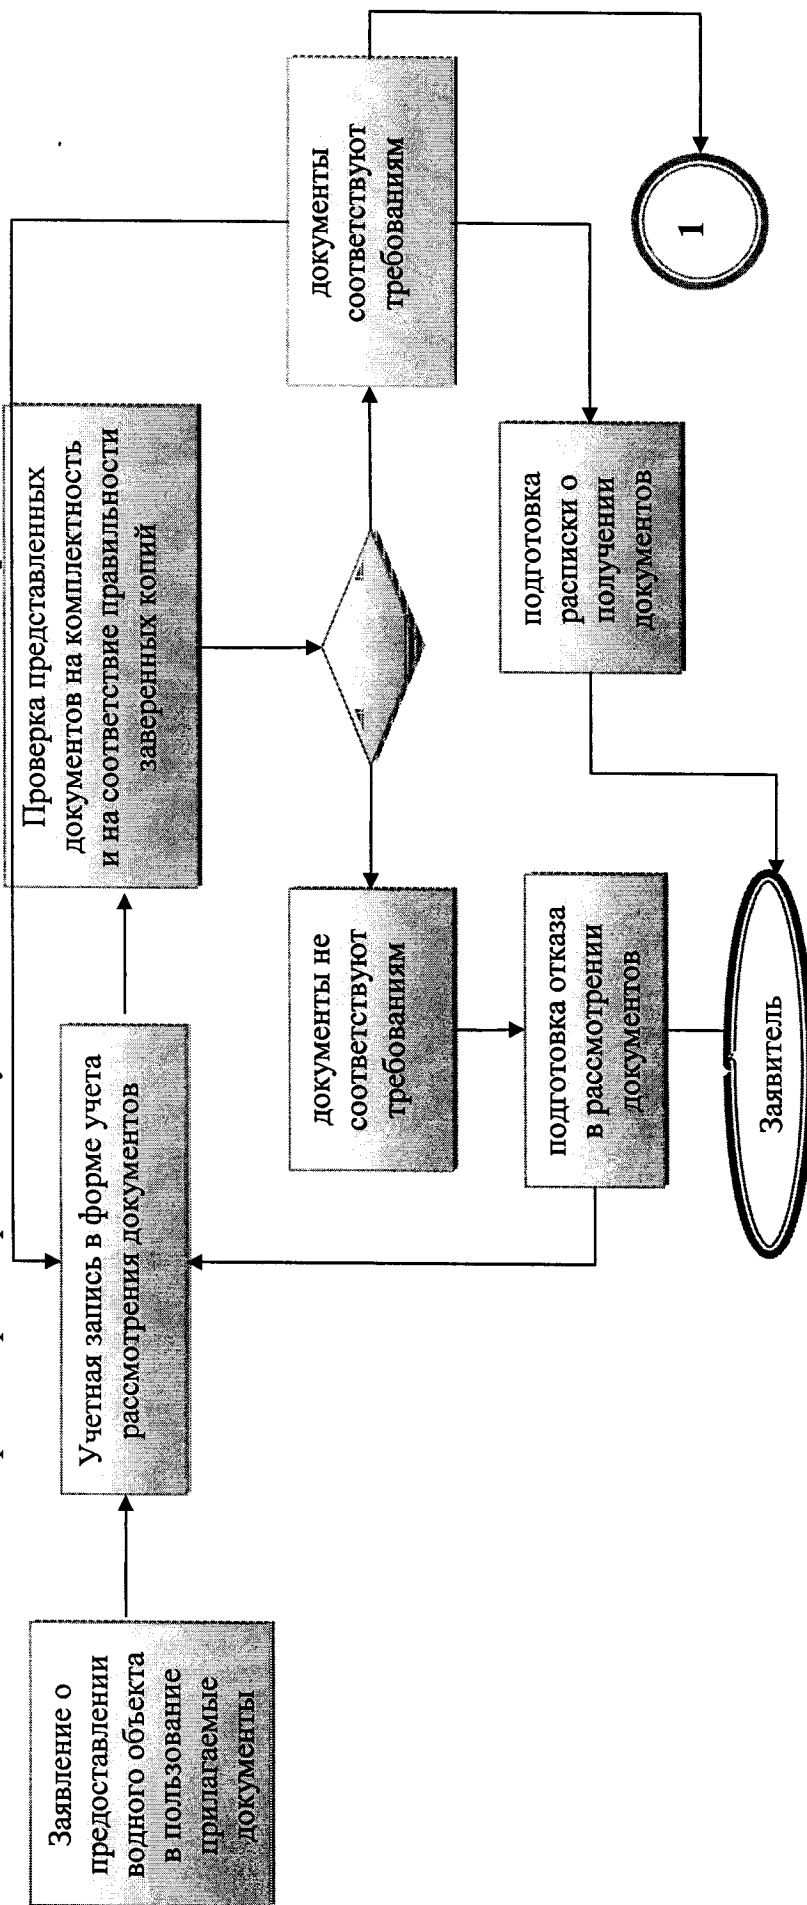 Заявление о
предоставлении
водного объекта
в пользование
прилагаемые
документы
Учетная запись в форме учета
рассмотрения документов
Проверка представленных
документов на комплектность
и на соответствие правильности
заверенных копий
документы не
соответствуют
требованиям
документы
соответствуют
требованиям
подготовка отказа
в рассмотрении
документов
подготовка
расписки о
получении
документов
Заявитель
1